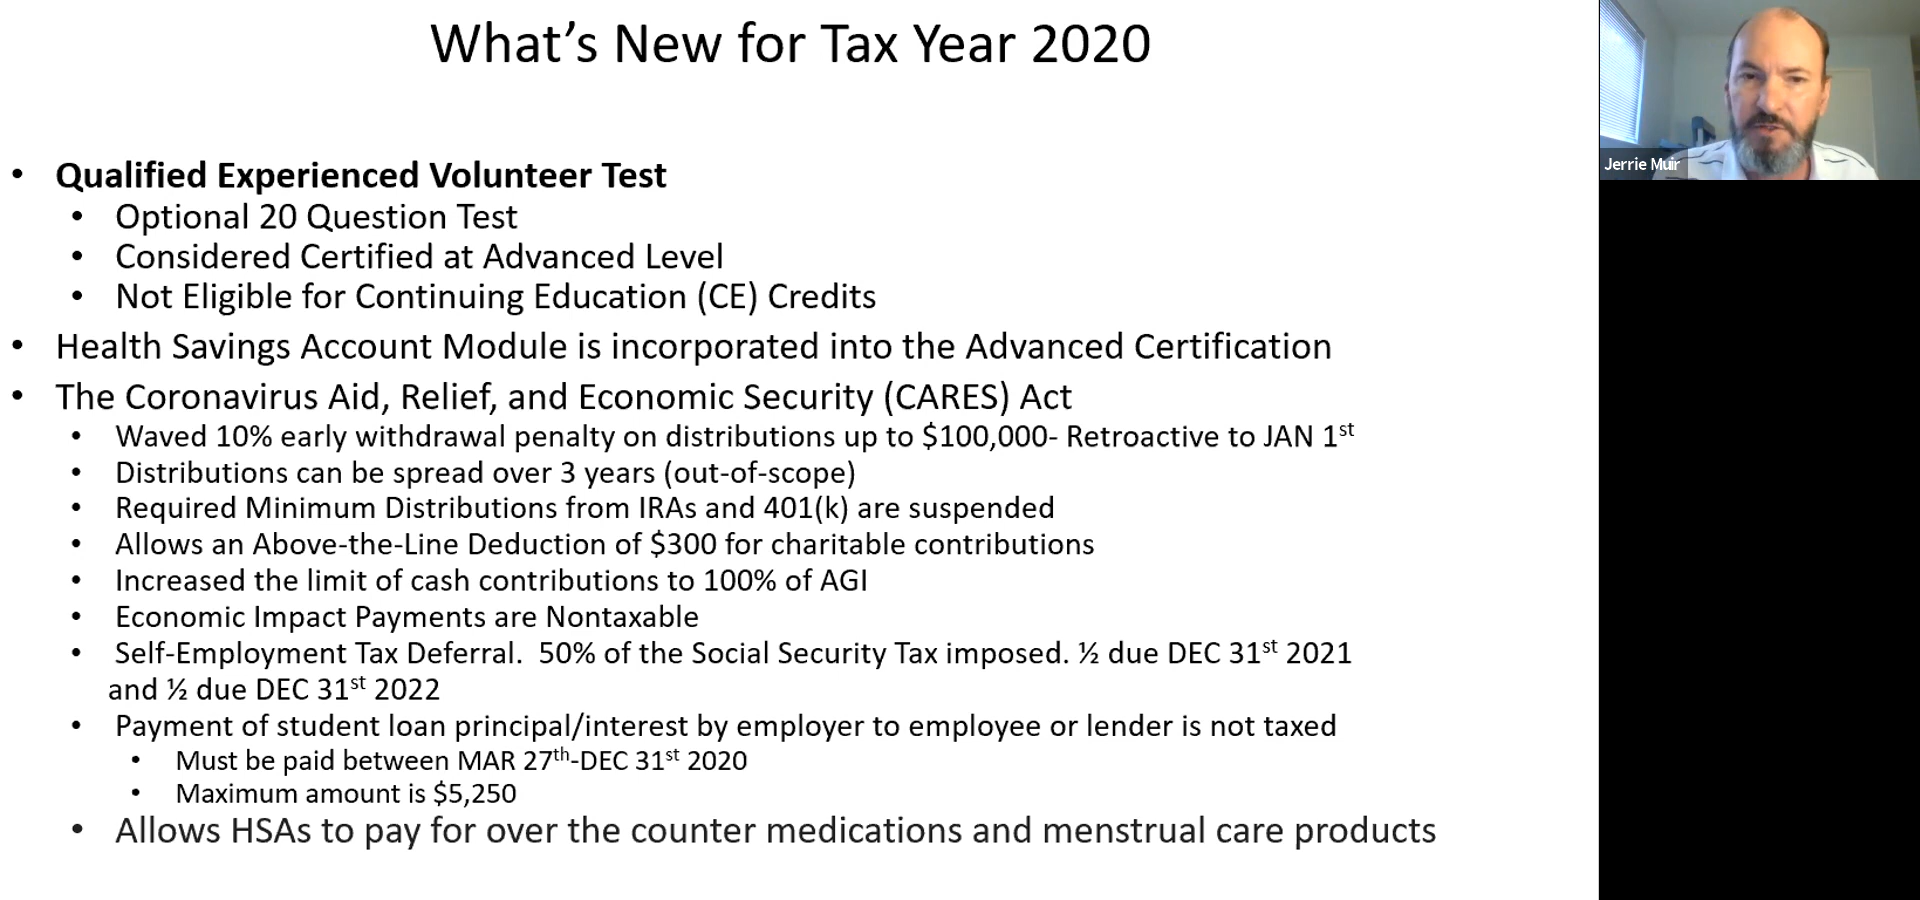 What’s New for Tax Year 2020
• Qualified Experienced Volunteer Test
• Optional 20 Question Test
• Considered Certified at Advanced Level
• Not Eligible for Continuing Education (CE) Credits
• Health Savings Account Module is incorporated into the Advanced Certification
• The Coronavirus Aid, Relief, and Economic Security (CARES) Act
• Waved 10% early withdrawal penalty on distributions up to $100,000- Retroactive to JAN 1st
• Distributions can be spread over 3 years (out-of-scope)
• Required Minimum Distributions from IRAs and 401(k) are suspended
• Allows an Above-the-Line Deduction of $300 for charitable contributions
• Increased the limit of cash contributions to 100% of AGI
• Economic Impact Payments are Nontaxable
• Self-Employment Tax Deferral.  50% of the Social Security Tax imposed. ½ due DEC 31st 2021
and ½ due DEC 31st 2022
• Payment of student loan principal/interest by employer to employee or lender is not taxed
• Must be paid between MAR 27th-DEC 31st 2020
• Maximum amount is $5,250
• Allows HSAs to pay for over the counter medications and menstrual care products
Jerrie Muir